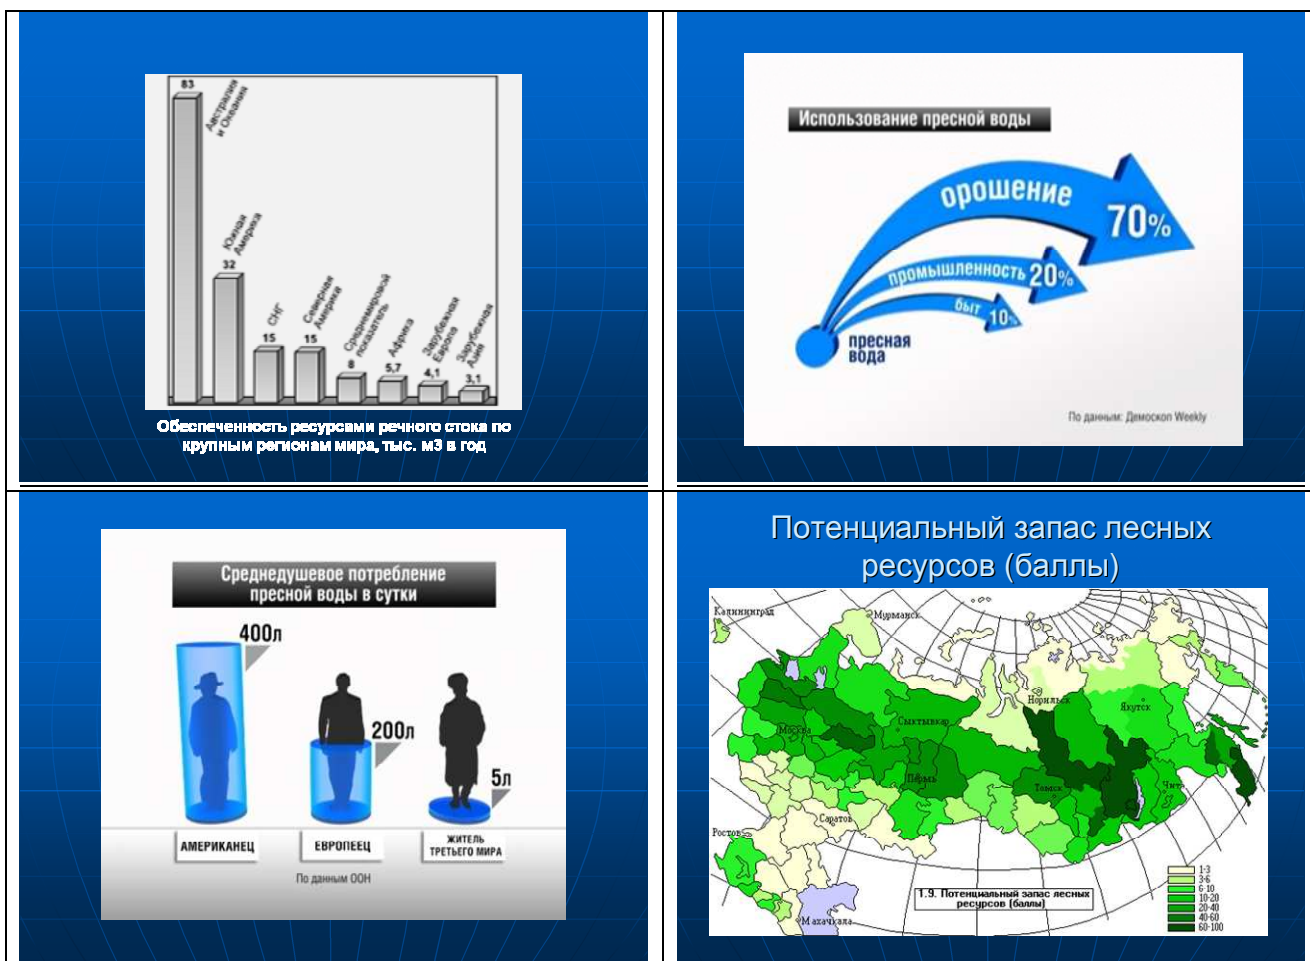 83
Австралия
и Океания
32
Южная
Америка
15
СНГ
15
Северная
Америка
8
Среднемировой
показатель
5,7
Африка
4,1
Зарубежная
Европа
3,1
Зарубежная
Азия
Обеспеченность ресурсами речного стока по
крупным регионам мира, тыс. м3 в год
Использование пресной воды
орошение
70%
промышленность 20%
быт 10%
пресная
вода
По данным: Демоскоп Weekly
Среднедушевое потребление
пресной воды в сутки
400л
200л
5л
АМЕРИКАНЕЦ
ЕВРОПЕЕЦ
ЖИТЕЛЬ
ТРЕТЬЕГО МИРА
По данным ООН
Потенциальный запас лесных
ресурсов (баллы)
Калининград
Мурманск
Норильск
Якутск
Сыктывкар
Москва
Пермь
Томск
Чит
Саратов
Ростов
Махачкала
1.9. Потенциальный запас лесных
ресурсов (баллы)
1-3
3-6
6-10
10-20
20-40
40-60
60-100